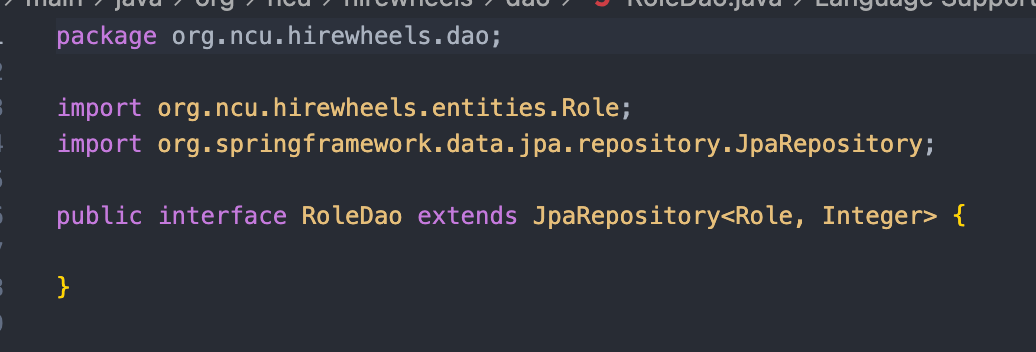 main > java > org > ncu > hirewheels > dao > RoleDao.java > Language Support
package org.ncu.hirewheels.dao;
import org.ncu.hirewheels.entities.Role;
import org.springframework.data.jpa.repository.JpaRepository;
public interface RoleDao extends JpaRepository<Role, Integer> {
}